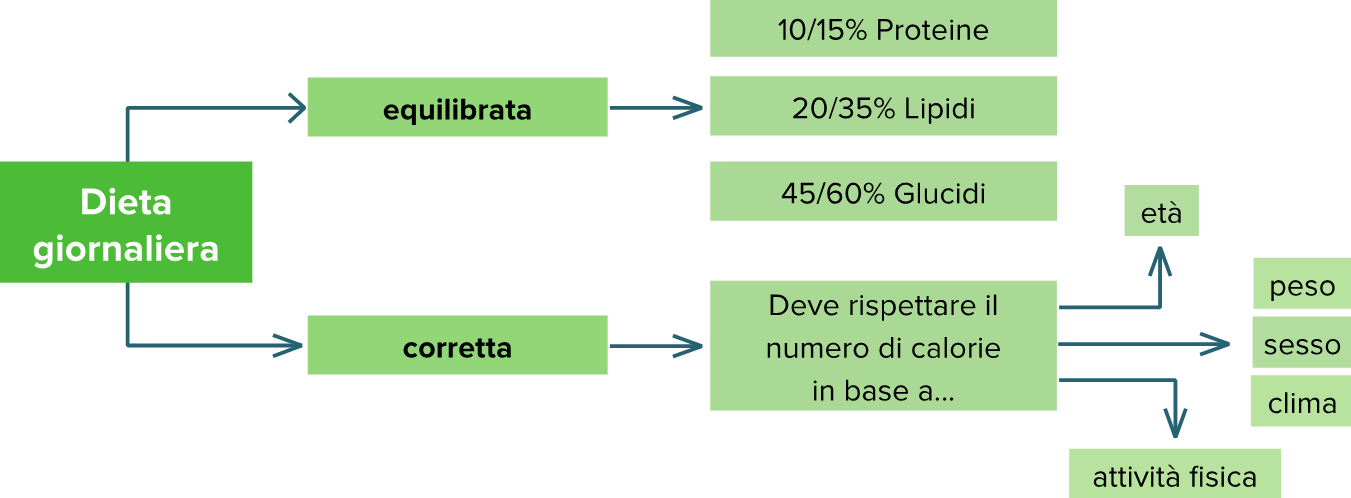 Dieta
giornaliera
equilibrata
10/15% Proteine
20/35% Lipidi
45/60% Glucidi
corretta
Deve rispettare il
numero di calorie
in base a...
età
peso
sesso
clima
attività fisica